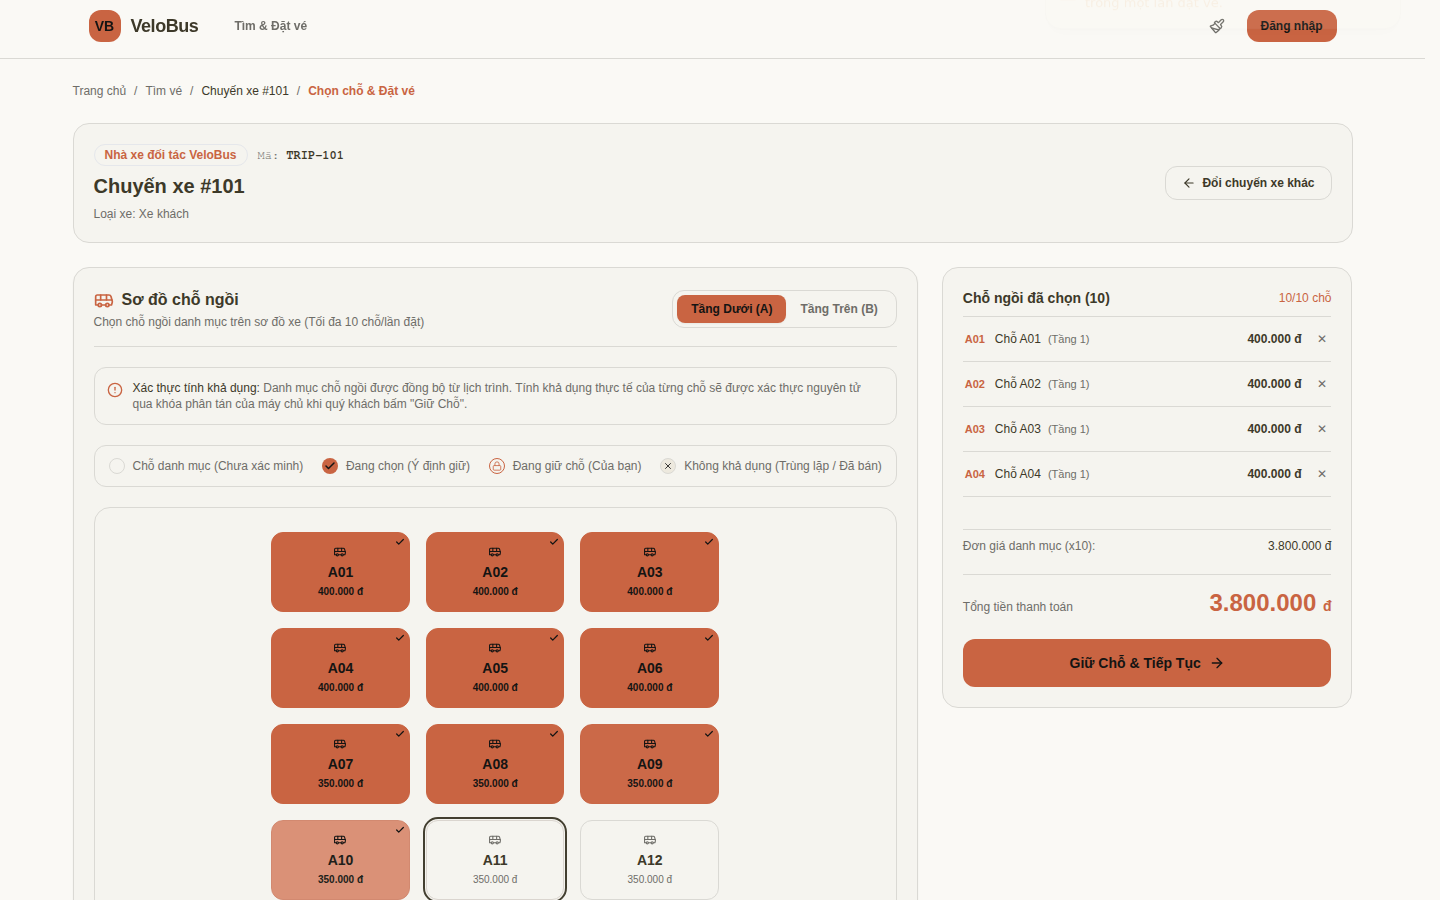 trong một lần đặt vé.
VB VeloBus Tìm & Đặt vé Đăng nhập
Trang chủ / Tìm vé / Chuyến xe #101 / Chọn chỗ & Đặt vé
Nhà xe đối tác VeloBus Mã: TRIP-101
Chuyến xe #101
Loại xe: Xe khách
Đổi chuyến xe khác
Sơ đồ chỗ ngồi
Chọn chỗ ngồi danh mục trên sơ đồ xe (Tối đa 10 chỗ/lần đặt)
Tầng Dưới (A) Tầng Trên (B)
Xác thực tính khả dụng: Danh mục chỗ ngồi được đồng bộ từ lịch trình. Tính khả dụng thực tế của từng chỗ sẽ được xác thực nguyên tử
qua khóa phân tán của máy chủ khi quý khách bấm "Giữ Chỗ".
Chỗ danh mục (Chưa xác minh) Đang chọn (Ý định giữ) Đang giữ chỗ (Của bạn) Không khả dụng (Trùng lặp / Đã bán)
A01 A02 A03
400.000 đ 400.000 đ 400.000 đ
A04 A05 A06
400.000 đ 400.000 đ 400.000 đ
A07 A08 A09
350.000 đ 350.000 đ 350.000 đ
A10 A11 A12
350.000 đ 350.000 đ 350.000 đ
Chỗ ngồi đã chọn (10) 10/10 chỗ
A01 Chỗ A01 (Tầng 1) 400.000 đ ✕
A02 Chỗ A02 (Tầng 1) 400.000 đ ✕
A03 Chỗ A03 (Tầng 1) 400.000 đ ✕
A04 Chỗ A04 (Tầng 1) 400.000 đ ✕
Đơn giá danh mục (x10): 3.800.000 đ
Tổng tiền thanh toán 3.800.000 đ
Giữ Chỗ & Tiếp Tục